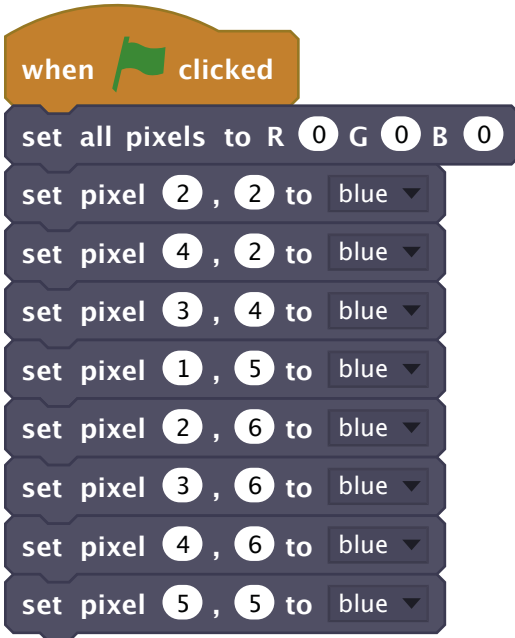 when clicked
set all pixels to R 0 G 0 B 0
set pixel 2 , 2 to blue
set pixel 4 , 2 to blue
set pixel 3 , 4 to blue
set pixel 1 , 5 to blue
set pixel 2 , 6 to blue
set pixel 3 , 6 to blue
set pixel 4 , 6 to blue
set pixel 5 , 5 to blue